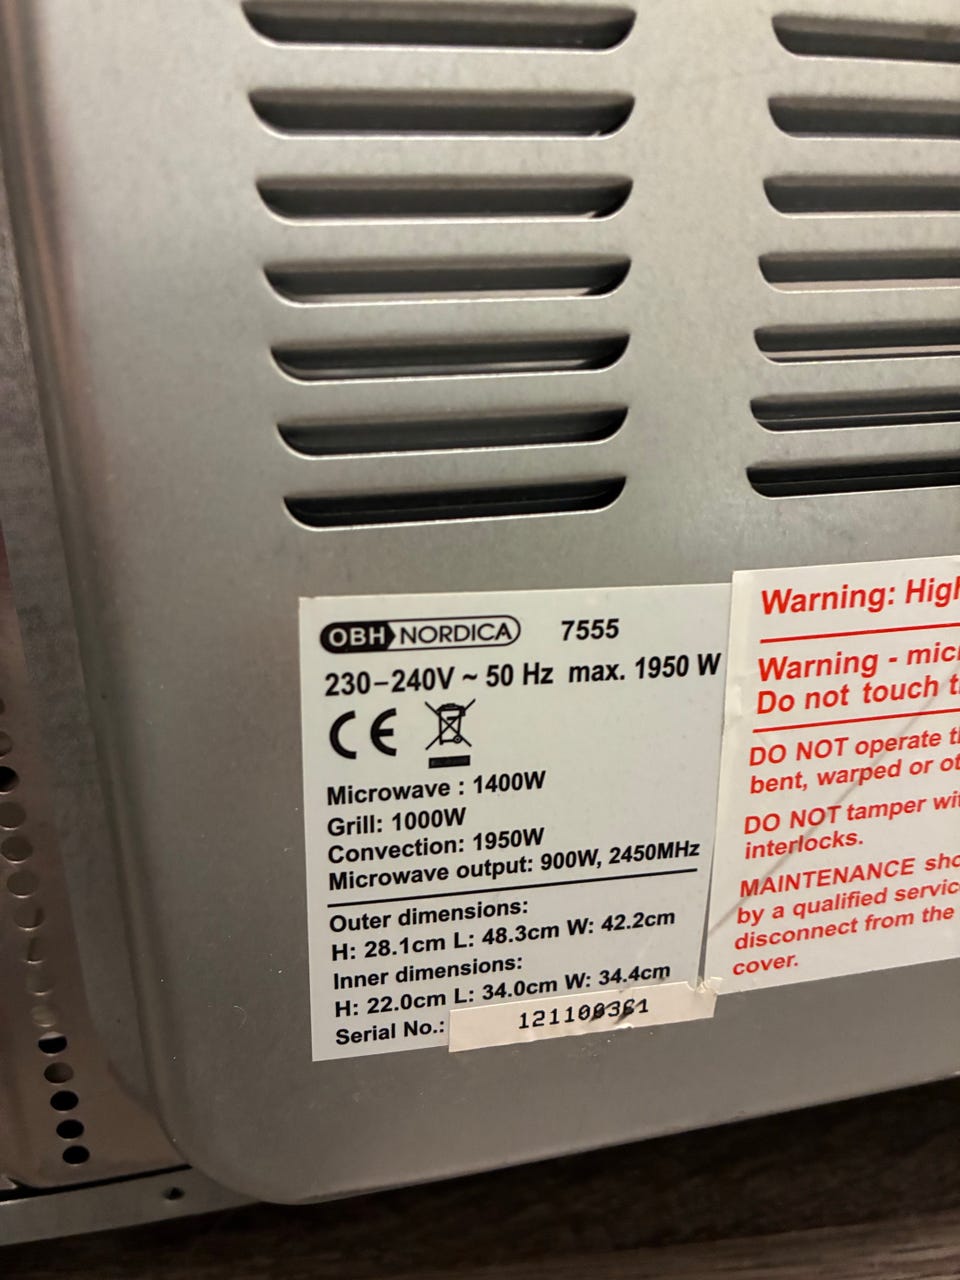 OBH NORDICA 7555
230-240V ~ 50 Hz max. 1950 W
CE
Microwave : 1400W
Grill: 1000W
Convection: 1950W
Microwave output: 900W, 2450MHz
Outer dimensions:
H: 28.1cm L: 48.3cm W: 42.2cm
Inner dimensions:
H: 22.0cm L: 34.0cm W: 34.4cm
Serial No.: 121100361
Warning: High
Warning - mic
Do not touch t
DO NOT operate t
bent, warped or ot
DO NOT tamper wi
interlocks.
MAINTENANCE sho
by a qualified servic
disconnect from the
cover.